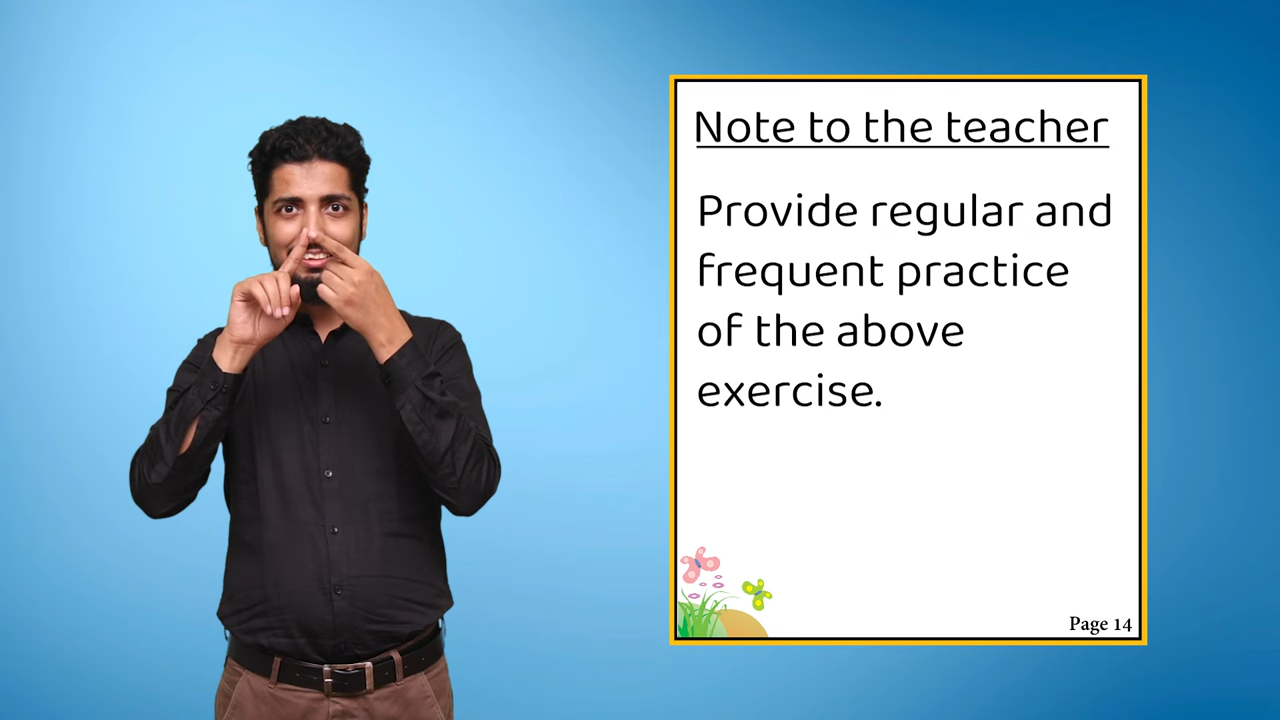 Note to the teacher
Provide regular and
frequent practice
of the above
exercise.
Page 14